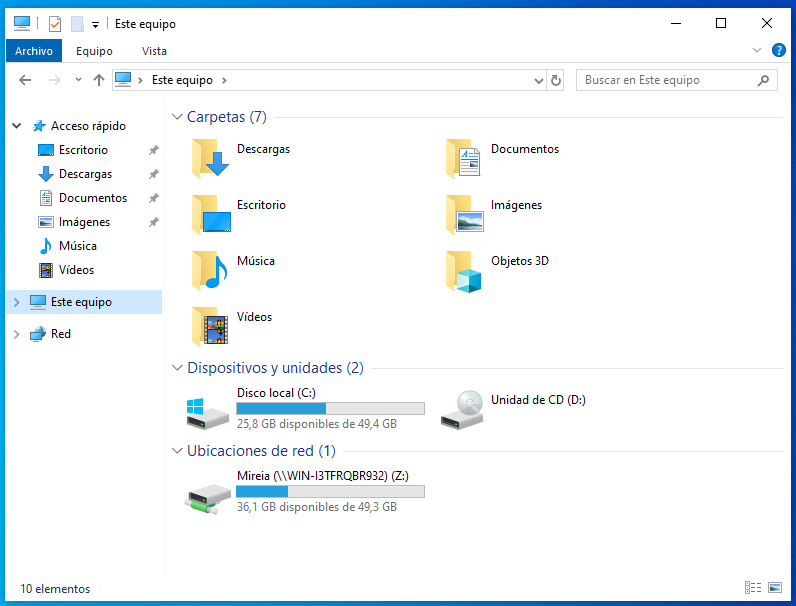 Este equipo
Archivo Equipo Vista
Este equipo
Buscar en Este equipo
Acceso rápido
Escritorio
Descargas
Documentos
Imágenes
Música
Vídeos
Este equipo
Red
Carpetas (7)
Descargas
Documentos
Escritorio
Imágenes
Música
Objetos 3D
Vídeos
Dispositivos y unidades (2)
Disco local (C:)
25,8 GB disponibles de 49,4 GB
Unidad de CD (D:)
Ubicaciones de red (1)
Mireia (\\WIN-I3TFRQBR932) (Z:)
36,1 GB disponibles de 49,3 GB
10 elementos